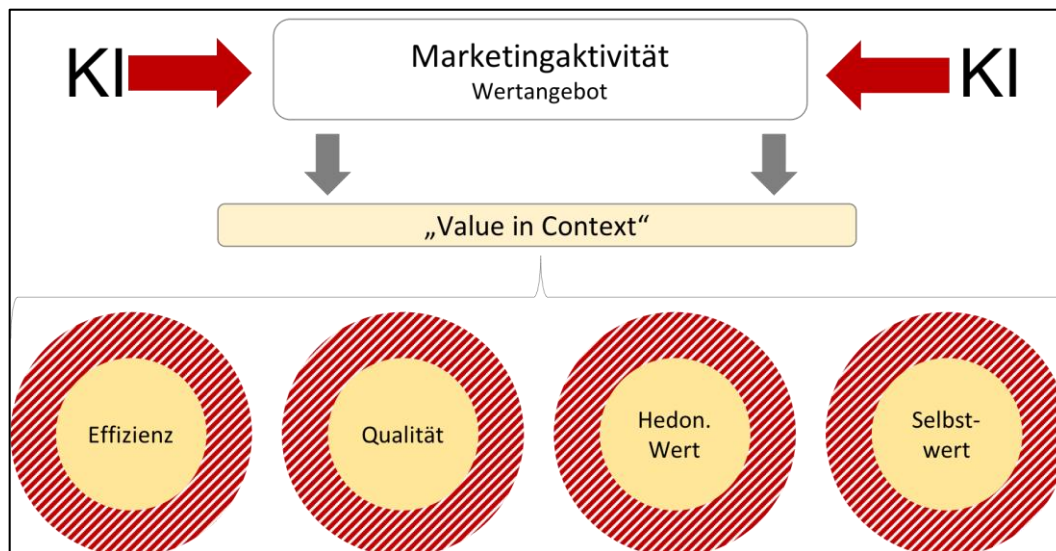 KI
Marketingaktivität
Wertangebot
KI
„Value in Context“
Effizienz
Qualität
Hedon.
Wert
Selbst-
wert